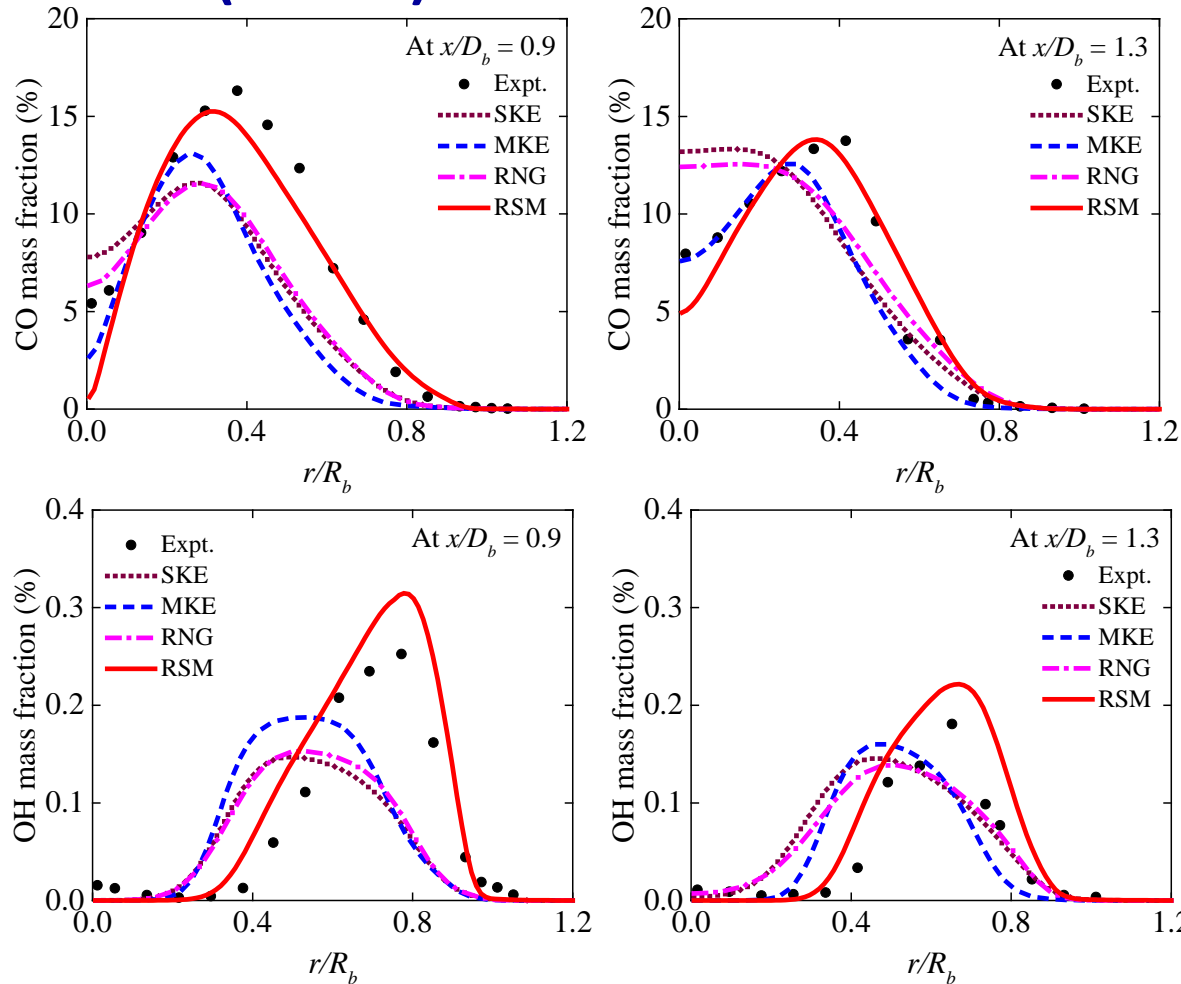 20
15
10
5
0
CO mass fraction (%)
At x/D_b = 0.9
Expt.
SKE
MKE
RNG
RSM
0.0 0.4 0.8 1.2
r/R_b
20
15
10
5
0
CO mass fraction (%)
At x/D_b = 1.3
Expt.
SKE
MKE
RNG
RSM
0.0 0.4 0.8 1.2
r/R_b
0.4
0.3
0.2
0.1
0.0
OH mass fraction (%)
At x/D_b = 0.9
Expt.
SKE
MKE
RNG
RSM
0.0 0.4 0.8 1.2
r/R_b
0.4
0.3
0.2
0.1
0.0
OH mass fraction (%)
At x/D_b = 1.3
Expt.
SKE
MKE
RNG
RSM
0.0 0.4 0.8 1.2
r/R_b